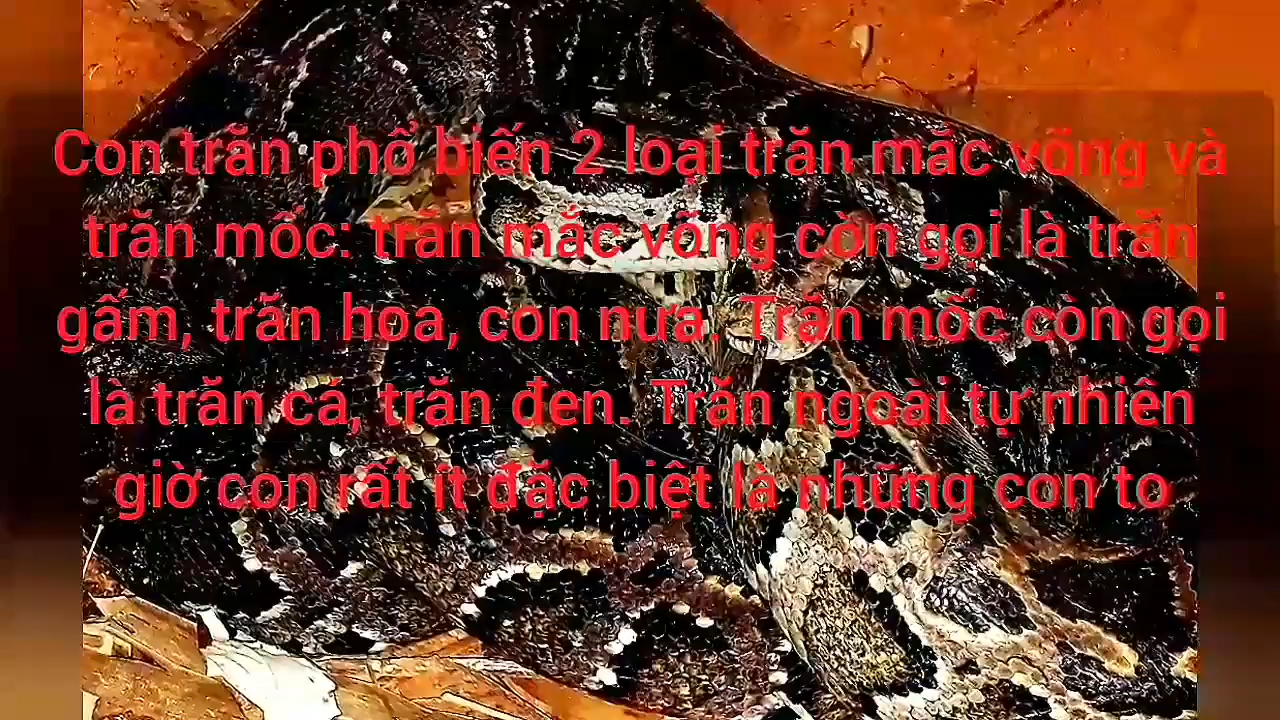 Con trăn phổ biến 2 loại trăn mắc võng và
trăn mốc: trăn mắc võng còn gọi là trăn
gấm, trăn hoa, con nưa. Trăn mốc còn gọi
là trăn cá, trăn đen. Trăn ngoài tự nhiên
giờ con rất ít đặc biệt là những con to